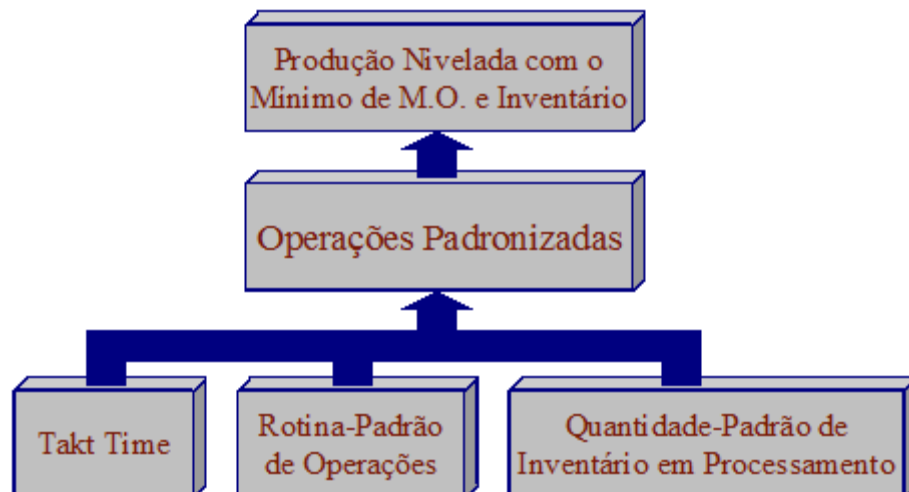 Produção Nivelada com o
Mínimo de M.O. e Inventário
Operações Padronizadas
Takt Time
Rotina-Padrão
de Operações
Quantidade-Padrão de
Inventário em Processamento